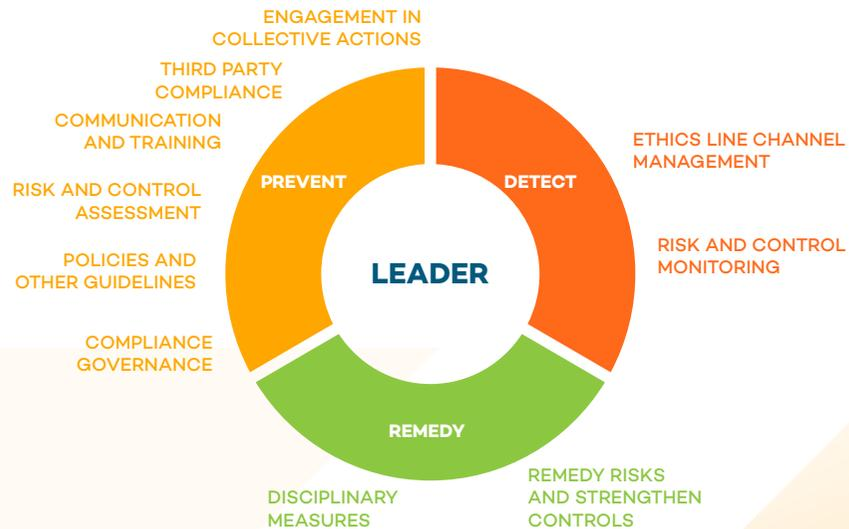 ENGAGEMENT IN
COLLECTIVE ACTIONS
THIRD PARTY
COMPLIANCE
COMMUNICATION
AND TRAINING
RISK AND CONTROL
ASSESSMENT
POLICIES AND
OTHER GUIDELINES
COMPLIANCE
GOVERNANCE
PREVENT
DETECT
LEADER
REMEDY
ETHICS LINE CHANNEL
MANAGEMENT
RISK AND CONTROL
MONITORING
DISCIPLINARY
MEASURES
REMEDY RISKS
AND STRENGTHEN
CONTROLS